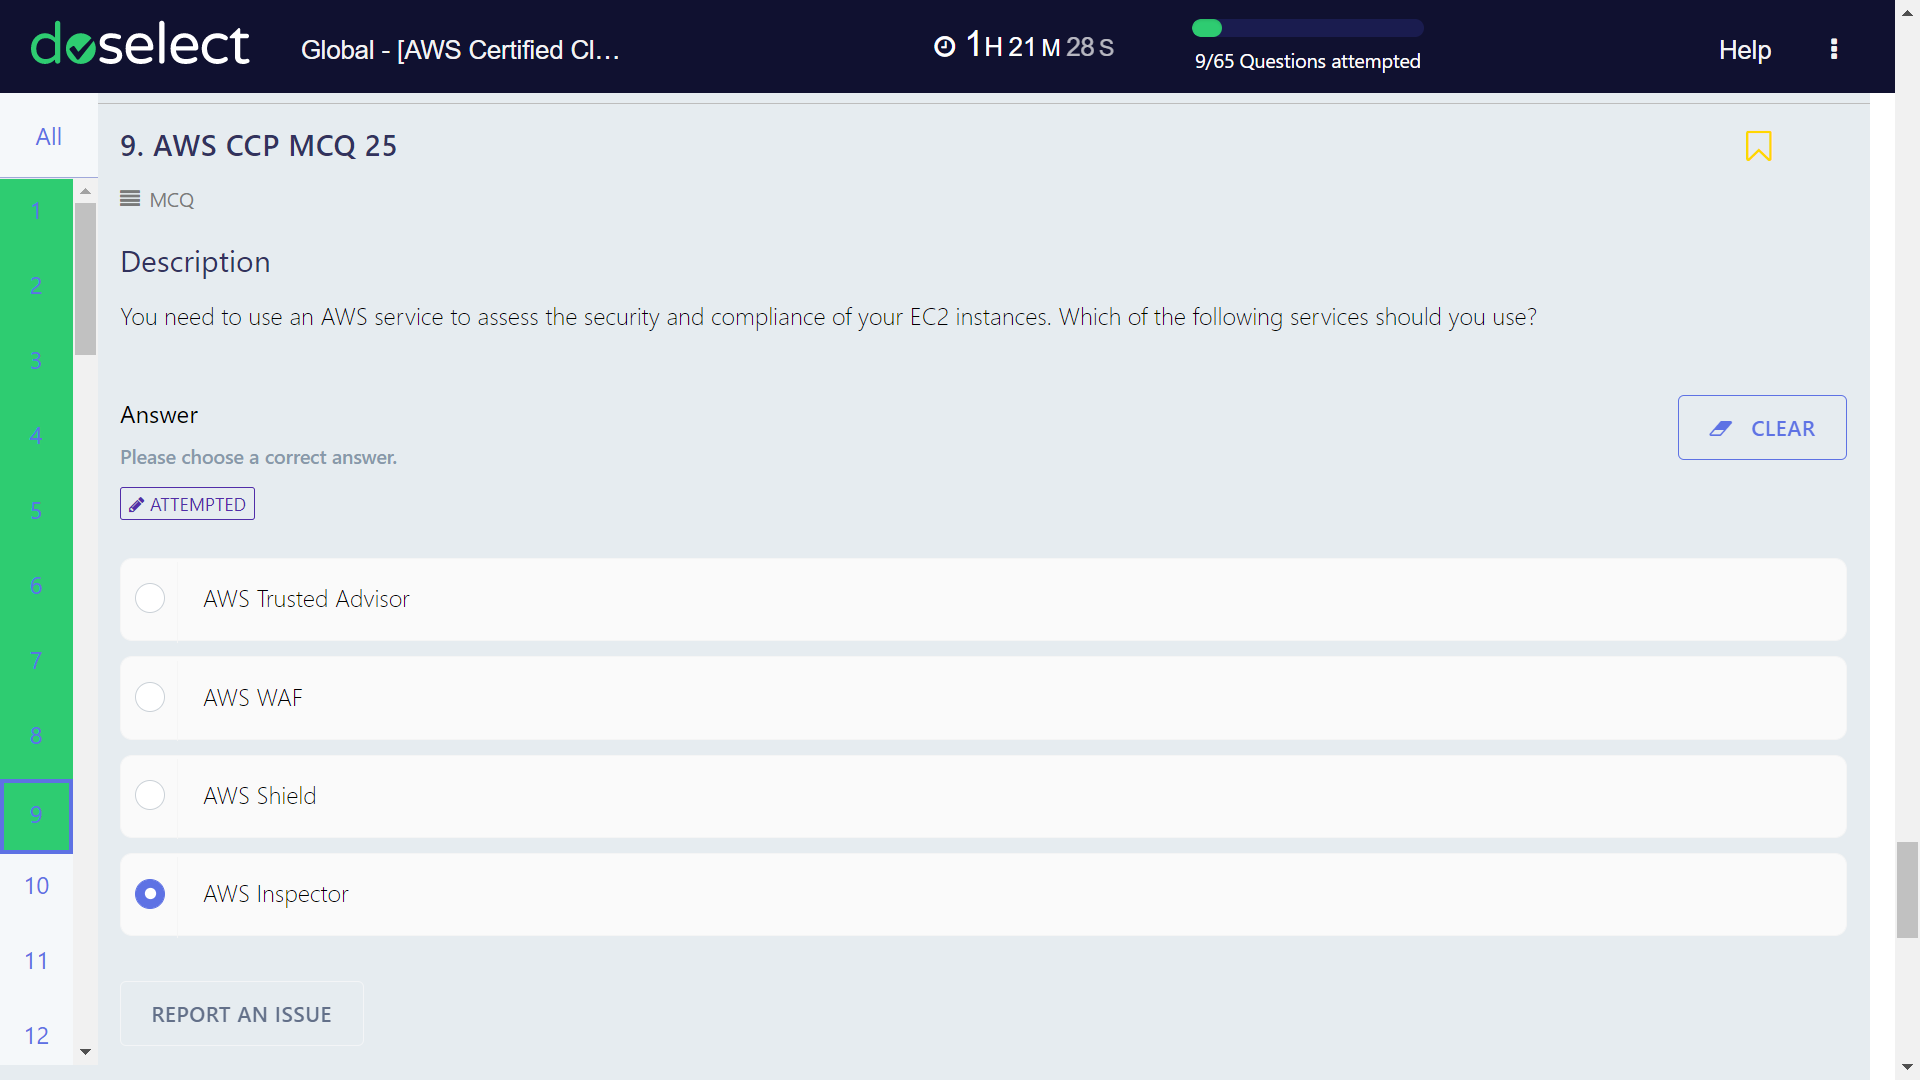 doselect
Global - [AWS Certified Cl...
1H 21M 28S
9/65 Questions attempted
Help
All
1
2
3
4
5
6
7
8
9
10
11
12
9. AWS CCP MCQ 25
MCQ
Description
You need to use an AWS service to assess the security and compliance of your EC2 instances. Which of the following services should you use?
Answer
Please choose a correct answer.
CLEAR
ATTEMPTED
AWS Trusted Advisor
AWS WAF
AWS Shield
AWS Inspector
REPORT AN ISSUE